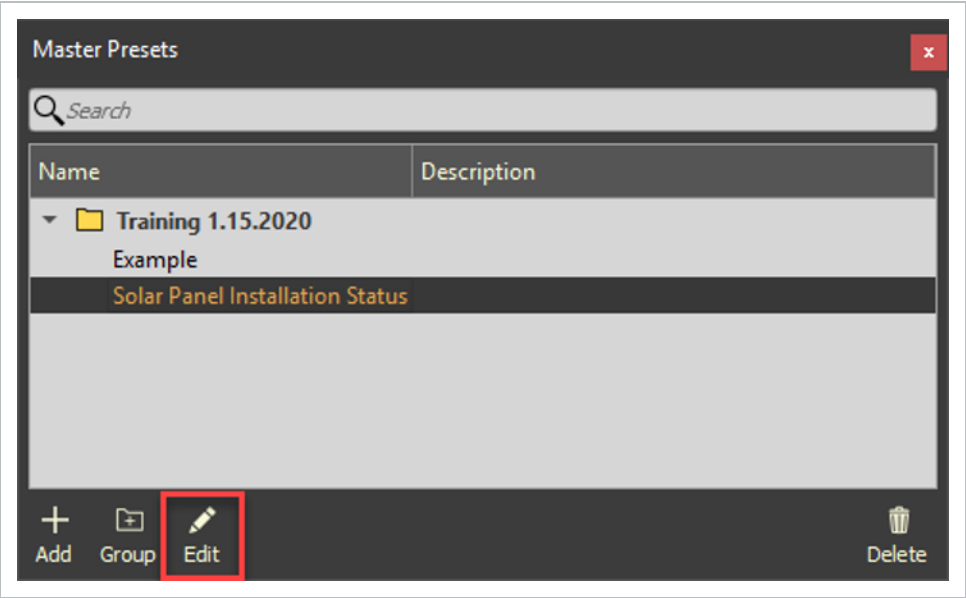 Master Presets
x
Search
Name Description
Training 1.15.2020
Example
Solar Panel Installation Status
Add Group Edit Delete